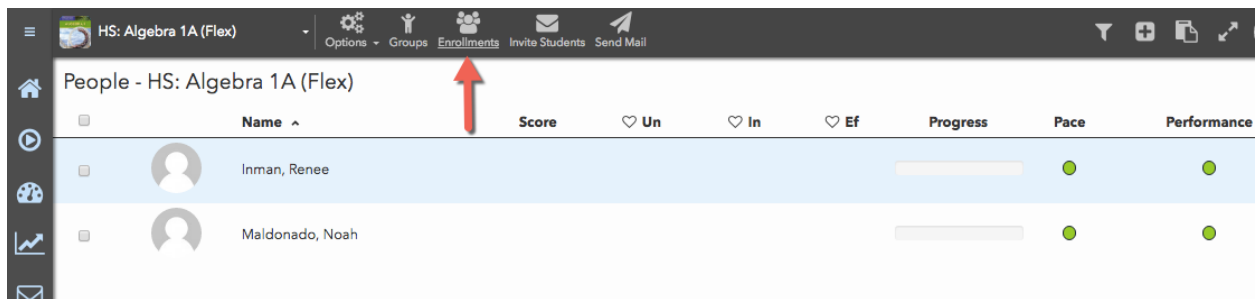 HS: Algebra 1A (Flex)
Options Groups Enrollments Invite Students Send Mail
People - HS: Algebra 1A (Flex)
Name Score Un In Ef Progress Pace Performance
Inman, Renee
Maldonado, Noah